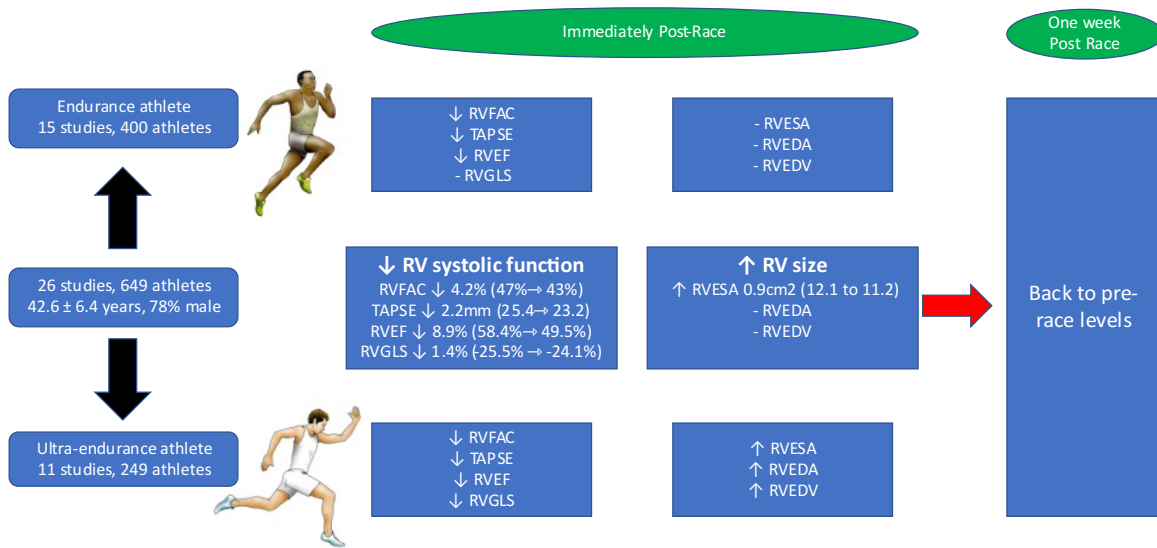 Immediately Post-Race
One week
Post Race
Endurance athlete
15 studies, 400 athletes
↓ RVFAC
↓ TAPSE
↓ RVEF
- RVGLS
- RVESA
- RVEDA
- RVEDV
26 studies, 649 athletes
42.6 ± 6.4 years, 78% male
↓ RV systolic function
RVFAC ↓ 4.2% (47%→ 43%)
TAPSE ↓ 2.2mm (25.4→ 23.2)
RVEF ↓ 8.9% (58.4%→ 49.5%)
RVGLS ↓ 1.4% (-25.5% → -24.1%)
↑ RV size
↑ RVESA 0.9cm2 (12.1 to 11.2)
- RVEDA
- RVEDV
Back to pre-
race levels
Ultra-endurance athlete
11 studies, 249 athletes
↓ RVFAC
↓ TAPSE
↓ RVEF
↓ RVGLS
↑ RVESA
↑ RVEDA
↑ RVEDV